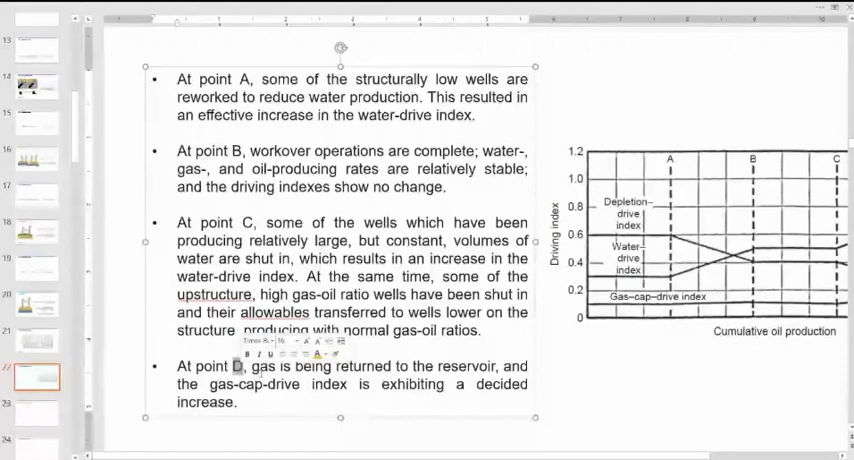 At point A, some of the structurally low wells are
reworked to reduce water production. This resulted in
an effective increase in the water-drive index.
At point B, workover operations are complete; water-,
gas-, and oil-producing rates are relatively stable;
and the driving indexes show no change.
At point C, some of the wells which have been
producing relatively large, but constant, volumes of
water are shut in, which results in an increase in the
water-drive index. At the same time, some of the
upstructure, high gas-oil ratio wells have been shut in
and their allowables transferred to wells lower on the
structure producing with normal gas-oil ratios.
At point D, gas is being returned to the reservoir, and
the gas-cap-drive index is exhibiting a decided
increase.
1.2
1.0
0.8
0.6
0.4
0.2
0
Driving index
A
B
C
Depletion–
drive
index
Water–
drive
index
Gas–cap–drive index
Cumulative oil production
13
14
15
16
17
18
19
20
21
22
23
24
B I U